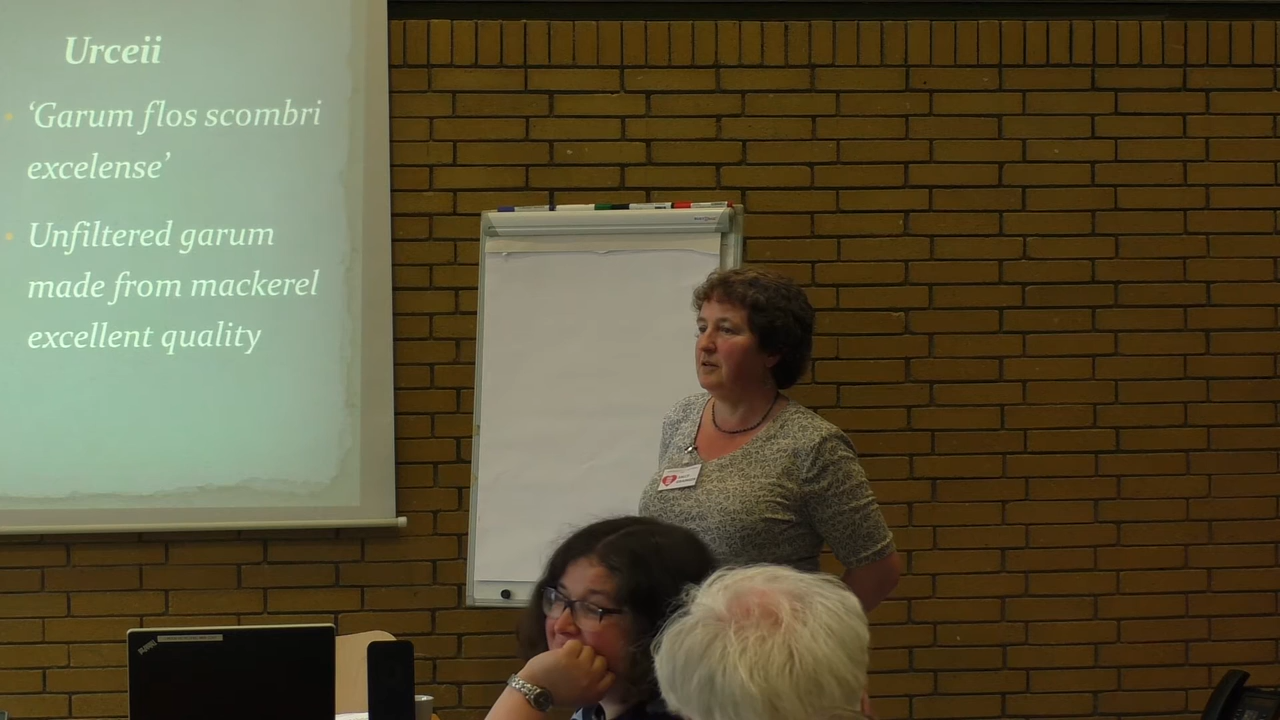 Urceii
‘Garum flos scombri
excelense’
Unfiltered garum
made from mackerel
excellent quality